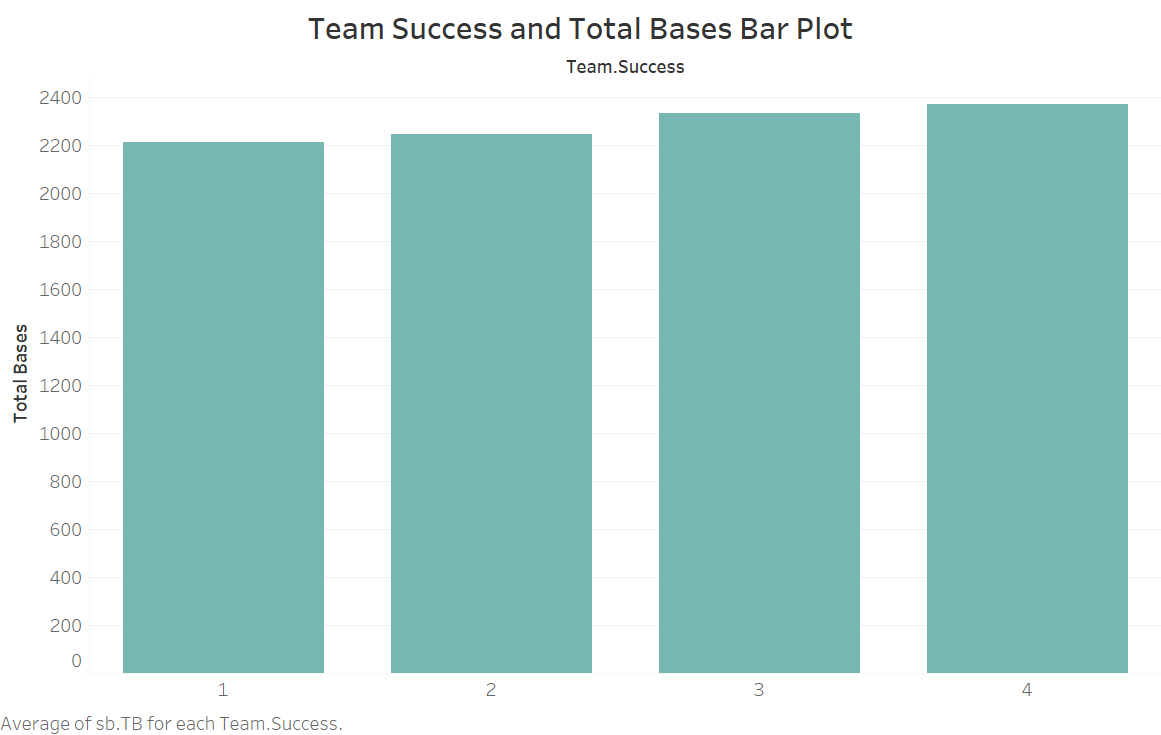 Team Success and Total Bases Bar Plot
Team.Success
2400
2200
2000
1800
1600
1400
1200
1000
800
600
400
200
0
Total Bases
1 2 3 4
Average of sb.TB for each Team.Success.